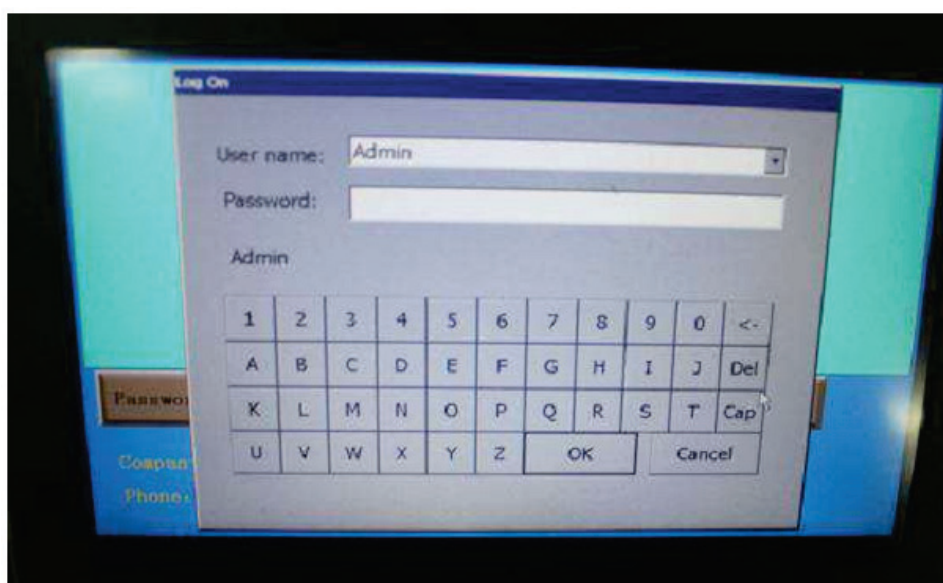 Log On
User name: Admin
Password:
Admin
1 2 3 4 5 6 7 8 9 0 <-
A B C D E F G H I J Del
K L M N O P Q R S T Cap
U V W X Y Z OK Cancel
Phone: